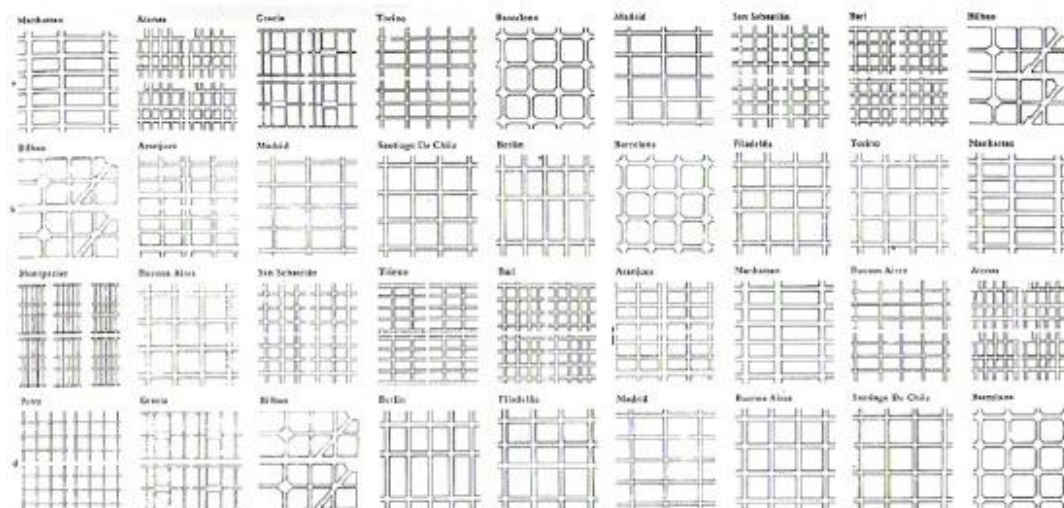 Manhattan Atenas Gracia Torino Barcelona Madrid San Sebastián Bari Bilbao
a
Bilbao Aranjuez Madrid Santiago De Chile Berlin Barcelona Filadelfia Torino Manhattan
b
Montpazier Buenos Aires San Sebastián Trieste Bari Aranjuez Manhattan Buenos Aires Atenas
Gracia Bilbao Berlin Filadelfia Madrid Buenos Aires Santiago De Chile Barcelona
d